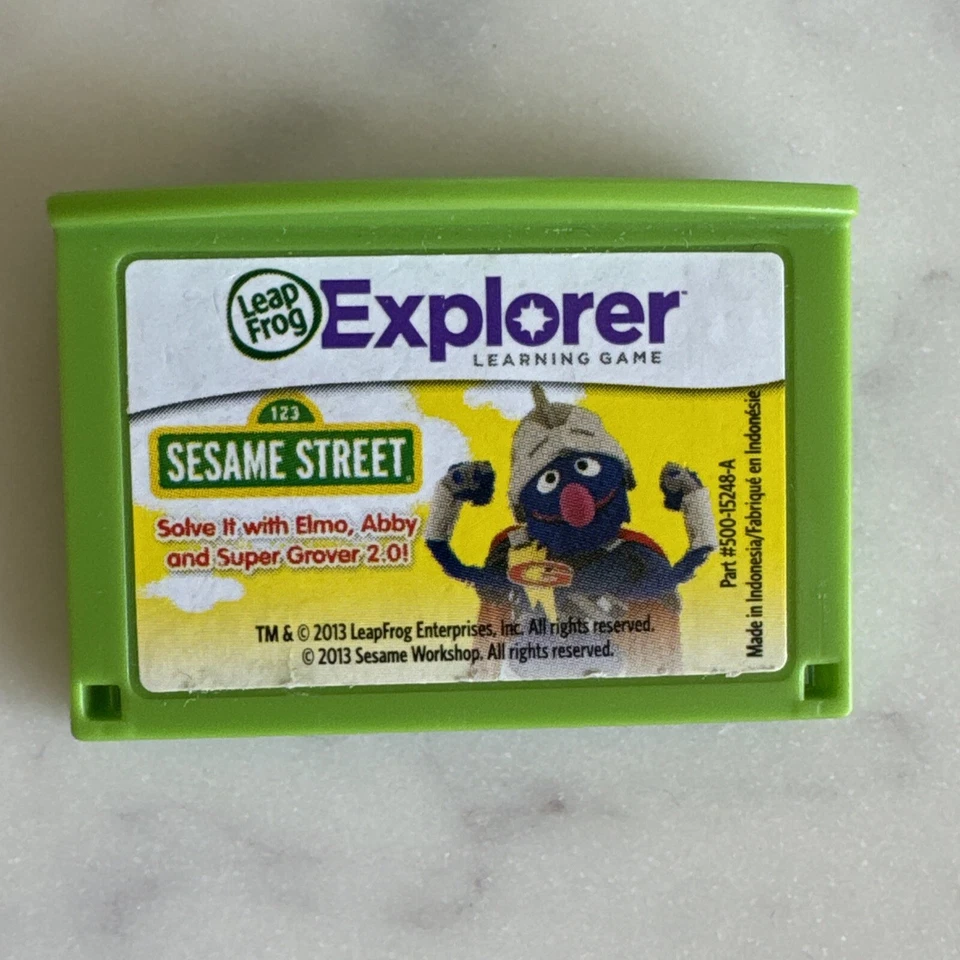 Leap
Frog
Explorer™
LEARNING GAME
123
SESAME STREET
Solve It with Elmo, Abby
and Super Grover 2.0!
TM & © 2013 LeapFrog Enterprises, Inc. All rights reserved.
© 2013 Sesame Workshop. All rights reserved.
Part #500-15248-A
Made in Indonesia/Fabriqué en Indonésie